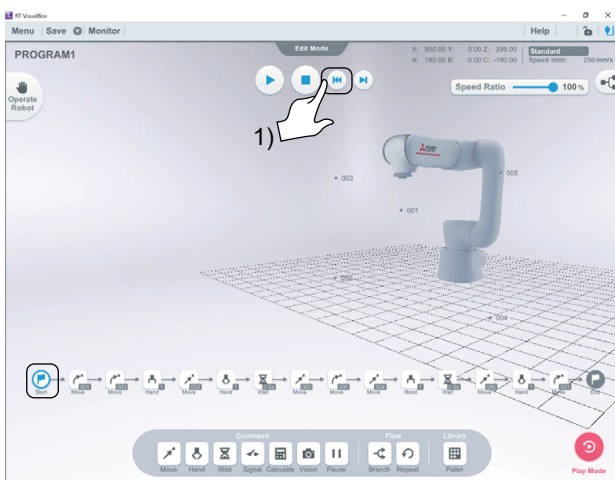 RT VisualBox
Menu Save Monitor Help
PROGRAM1
Edit Mode
X: 600.00 Y: 0.00 Z: 395.00 Standard
A: 180.00 B: 0.00 C: -180.00 Speed limit: 250 mm/s
Operate
Robot
Speed Ratio 100 %
1)
003
005
001
002
004
Start Move Move Hand Move Hand Wait Move Move Move Hand Wait Move Hand Move End
Command Flow Library
Move Hand Wait Signal Calculate Vision Pause Branch Repeat Pallet
Play Mode